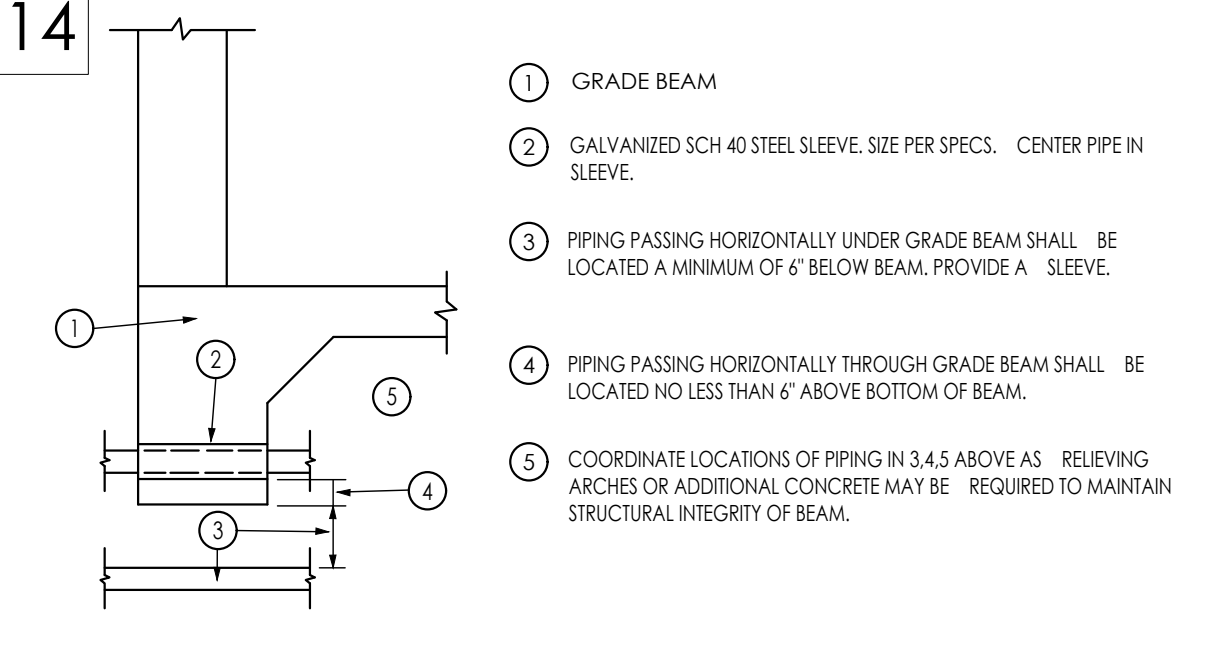 14
1 GRADE BEAM
2 GALVANIZED SCH 40 STEEL SLEEVE. SIZE PER SPECS. CENTER PIPE IN
SLEEVE.
3 PIPING PASSING HORIZONTALLY UNDER GRADE BEAM SHALL BE
LOCATED A MINIMUM OF 6" BELOW BEAM. PROVIDE A SLEEVE.
4 PIPING PASSING HORIZONTALLY THROUGH GRADE BEAM SHALL BE
LOCATED NO LESS THAN 6" ABOVE BOTTOM OF BEAM.
5 COORDINATE LOCATIONS OF PIPING IN 3,4,5 ABOVE AS RELIEVING
ARCHES OR ADDITIONAL CONCRETE MAY BE REQUIRED TO MAINTAIN
STRUCTURAL INTEGRITY OF BEAM.
1
2
5
4
3